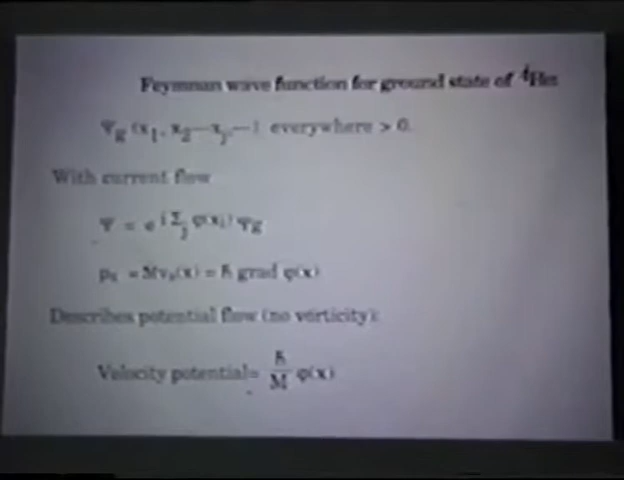 Feynman wave function for ground state of ⁴He:
Ψg (x₁, x₂—xⱼ,—) everywhere > 0.
With current flow
Ψ = e^{i Σⱼ φ(xⱼ)} Ψg
pₛ = Mvₛ(x) = ħ grad φ(x)
Describes potential flow (no vorticity):
Velocity potential= ħ/M φ(x)